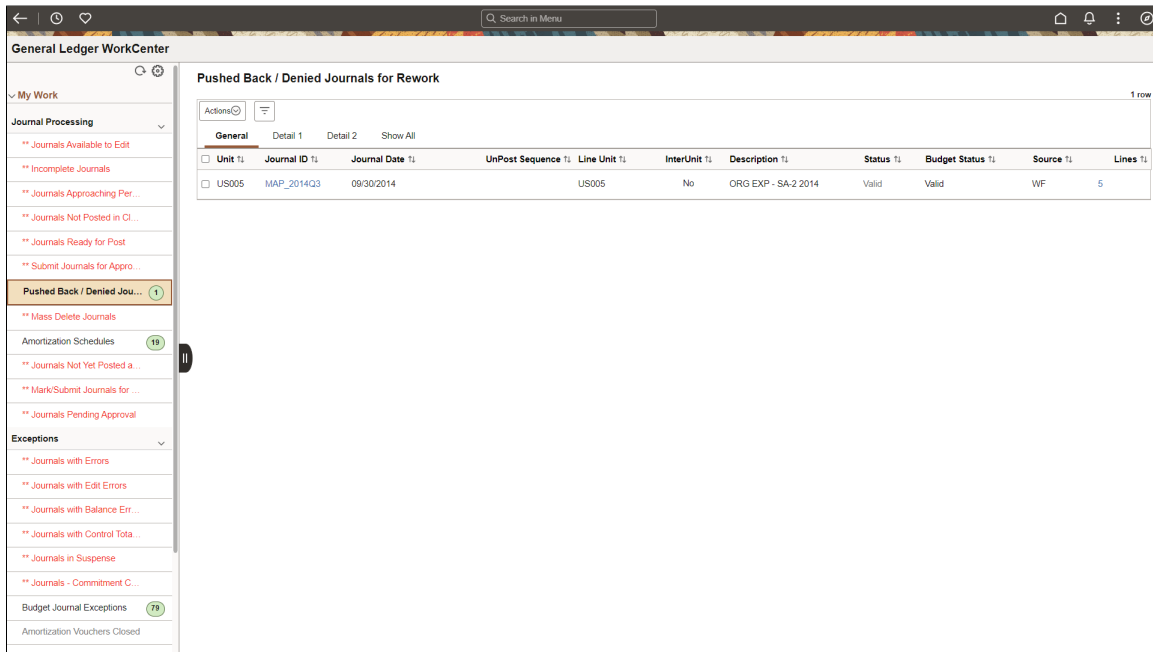 Search in Menu
General Ledger WorkCenter
My Work
Journal Processing
** Journals Available to Edit
** Incomplete Journals
** Journals Approaching Per...
** Journals Not Posted in Cl...
** Journals Ready for Post
** Submit Journals for Appro...
Pushed Back / Denied Jou... 1
** Mass Delete Journals
Amortization Schedules 19
** Journals Not Yet Posted a...
** Mark/Submit Journals for ...
** Journals Pending Approval
Exceptions
** Journals with Errors
** Journals with Edit Errors
** Journals with Balance Err...
** Journals with Control Tota...
** Journals in Suspense
** Journals - Commitment C...
Budget Journal Exceptions 79
Amortization Vouchers Closed
Pushed Back / Denied Journals for Rework
1 row
Actions
General Detail 1 Detail 2 Show All
Unit Journal ID Journal Date UnPost Sequence Line Unit InterUnit Description Status Budget Status Source Lines
US005 MAP_2014Q3 09/30/2014 US005 No ORG EXP - SA-2 2014 Valid Valid WF 5